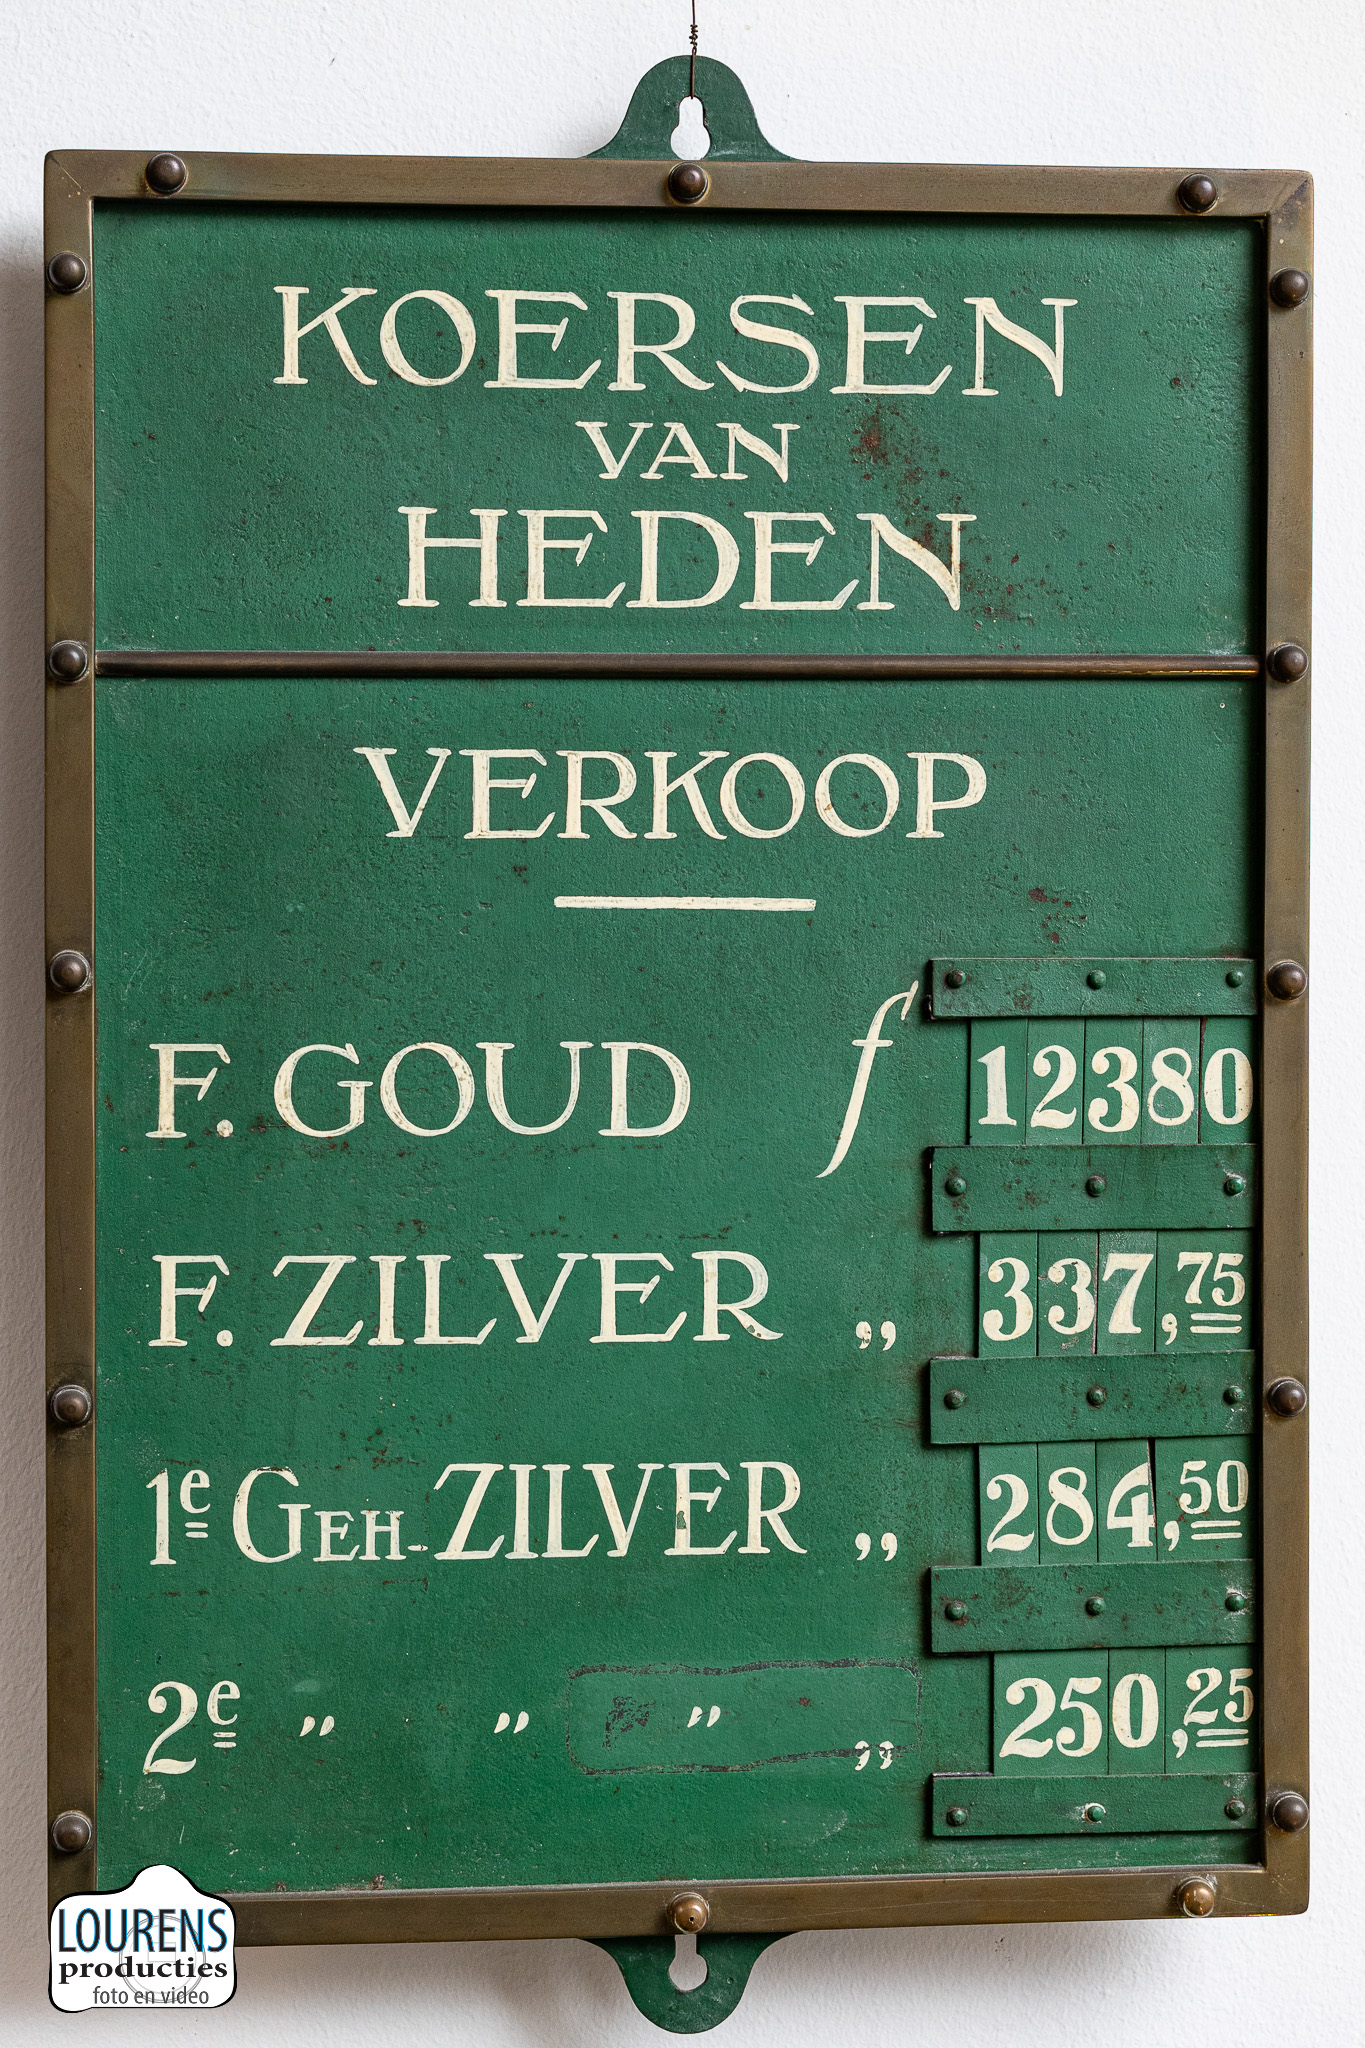 KOERSEN
VAN
HEDEN
VERKOOP
F. GOUD f 12380
F. ZILVER „ 337,75
1e GEH-ZILVER „ 284,50
2e " " " „ 250,25
LOURENS
producties
foto en video